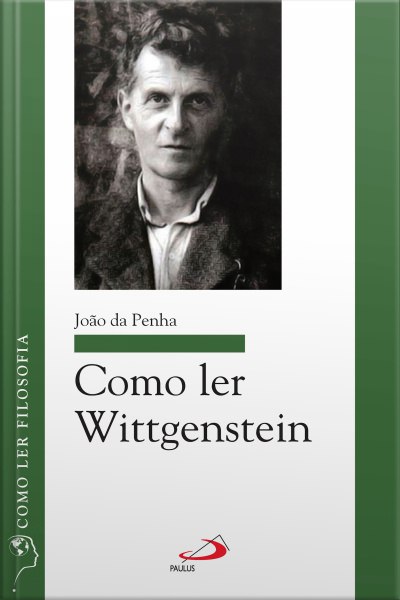 João da Penha
Como ler
Wittgenstein
COMO LER FILOSOFIA
PAULUS